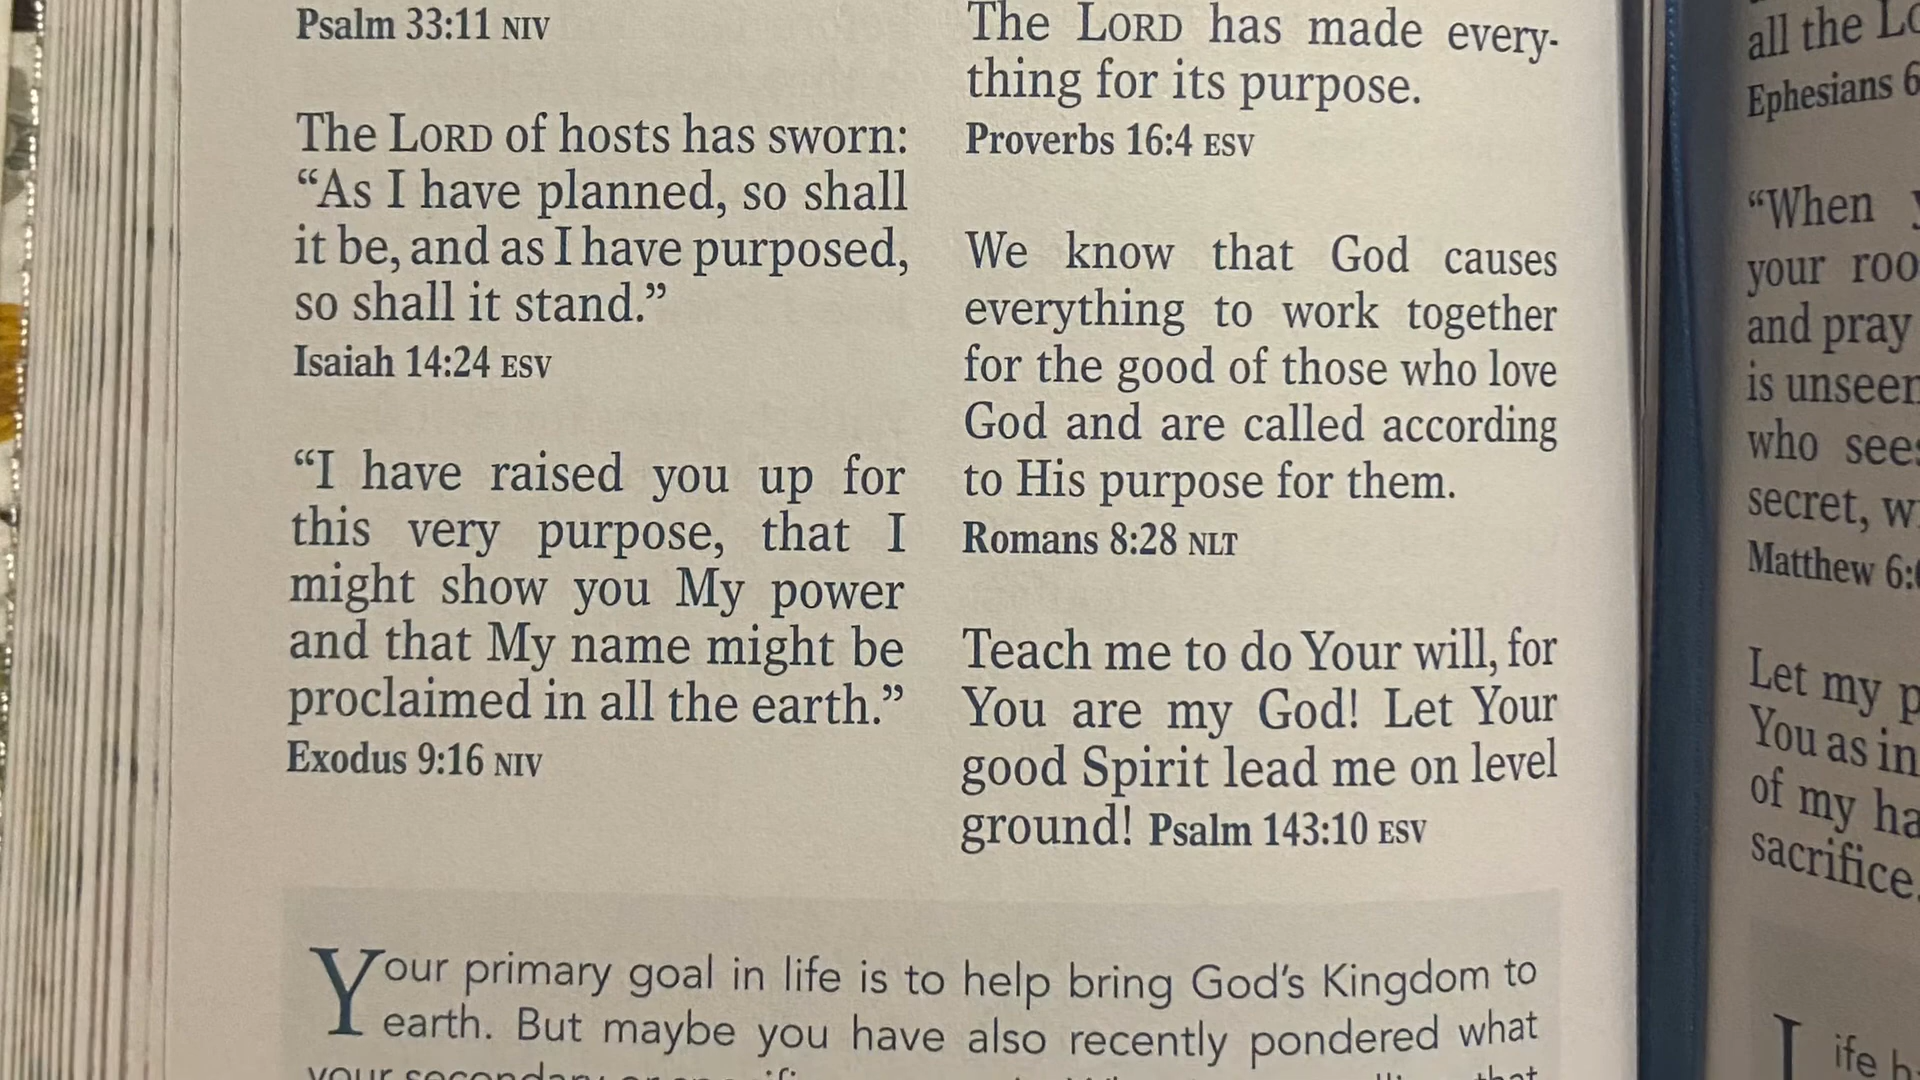 Psalm 33:11 NIV
The LORD of hosts has sworn:
“As I have planned, so shall
it be, and as I have purposed,
so shall it stand.”
Isaiah 14:24 ESV
“I have raised you up for
this very purpose, that I
might show you My power
and that My name might be
proclaimed in all the earth.”
Exodus 9:16 NIV
The LORD has made every-
thing for its purpose.
Proverbs 16:4 ESV
We know that God causes
everything to work together
for the good of those who love
God and are called according
to His purpose for them.
Romans 8:28 NLT
Teach me to do Your will, for
You are my God! Let Your
good Spirit lead me on level
ground! Psalm 143:10 ESV
Your primary goal in life is to help bring God’s Kingdom to
earth. But maybe you have also recently pondered what
your
all the
Ephesians 6
“When
your
and pray
is
who
secret,
Matthew 6:
Let my
You as
of my
sacrifice.